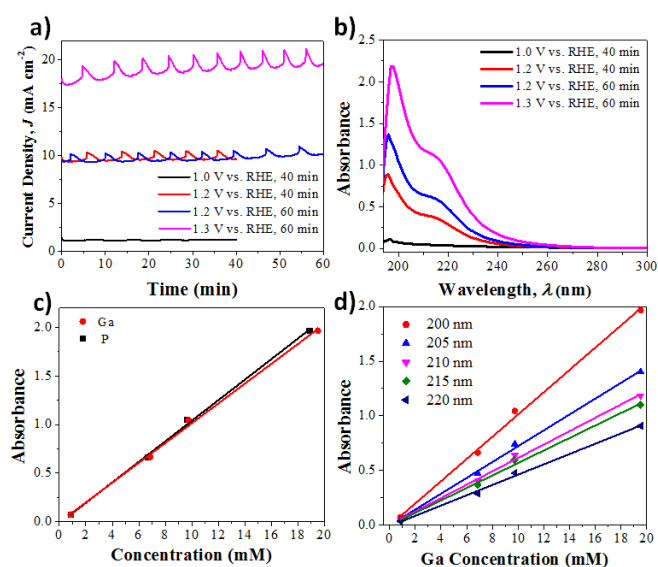 a)
20
15
10
5
0
Current Density, J (mA cm-2)
1.0 V vs. RHE, 40 min
1.2 V vs. RHE, 40 min
1.2 V vs. RHE, 60 min
1.3 V vs. RHE, 60 min
0 10 20 30 40 50 60
Time (min)
b)
2.5
2.0
1.5
1.0
0.5
0.0
Absorbance
1.0 V vs. RHE, 40 min
1.2 V vs. RHE, 40 min
1.2 V vs. RHE, 60 min
1.3 V vs. RHE, 60 min
200 220 240 260 280 300
Wavelength, λ (nm)
c)
2.0
1.5
1.0
0.5
0.0
Absorbance
Ga
P
0 2 4 6 8 10 12 14 16 18 20
Concentration (mM)
d)
2.0
1.5
1.0
0.5
0.0
Absorbance
200 nm
205 nm
210 nm
215 nm
220 nm
0 2 4 6 8 10 12 14 16 18 20
Ga Concentration (mM)